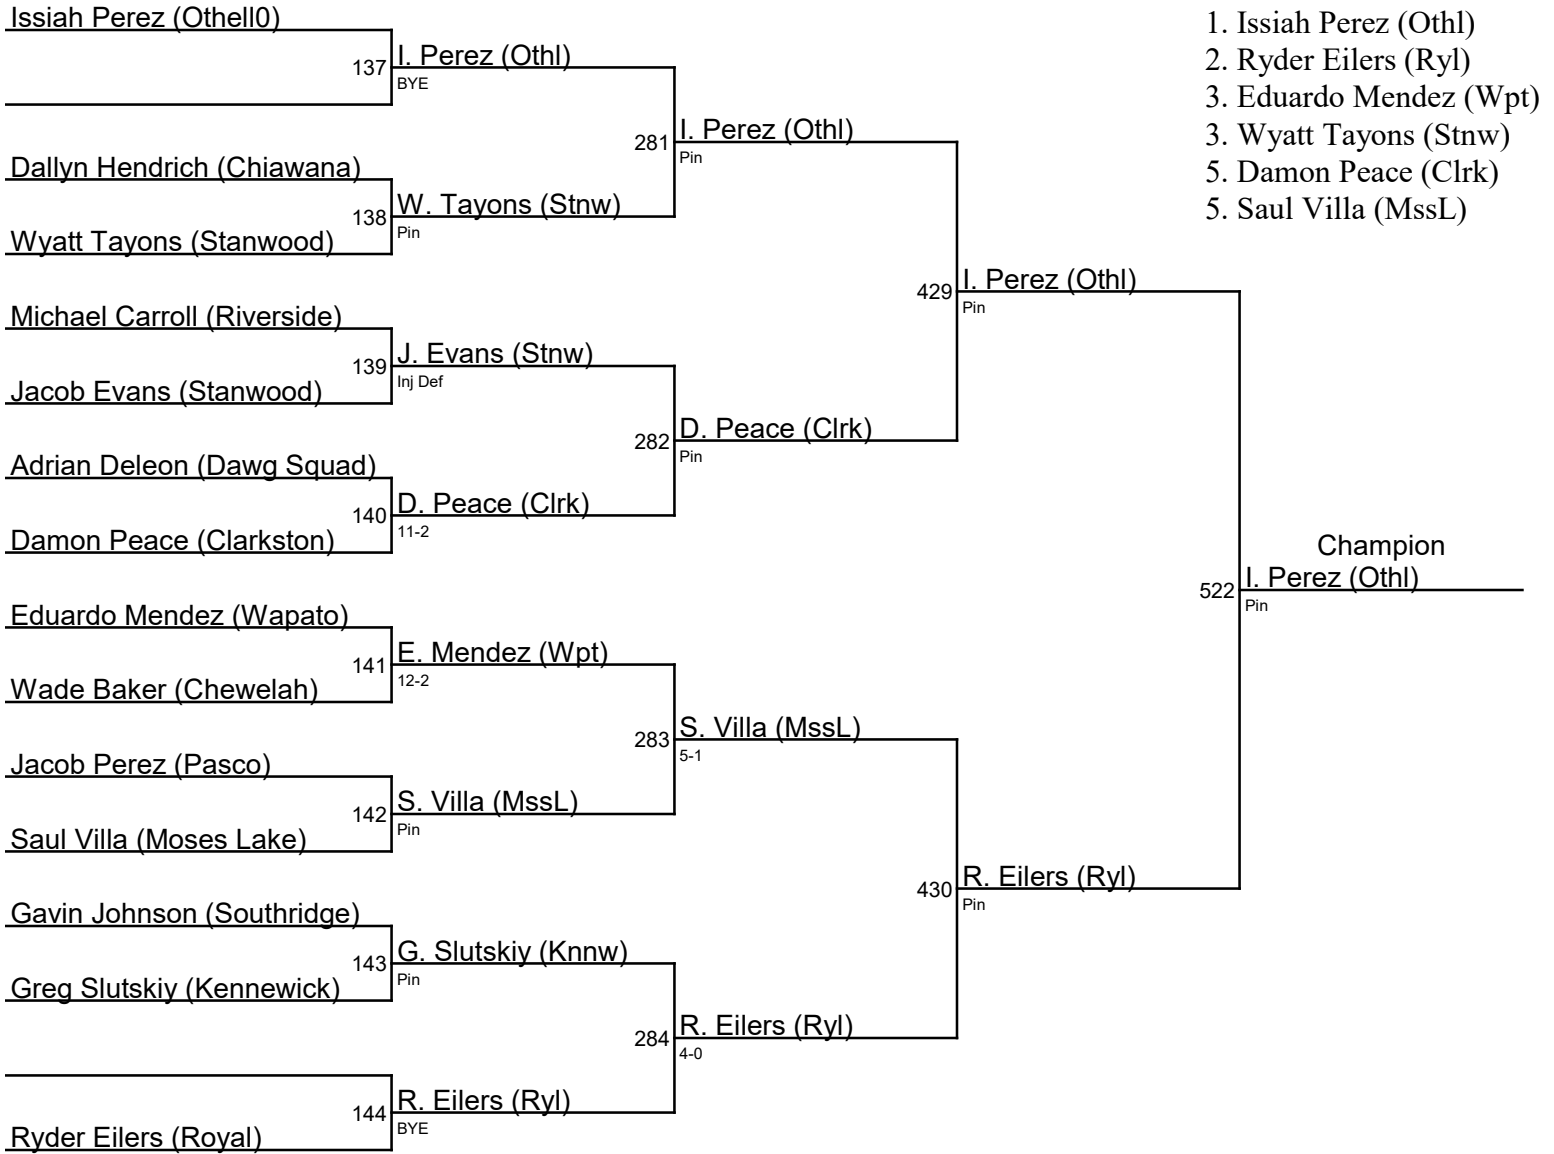 Issiah Perez (Othell0)
137
I. Perez (Othl)
BYE
281
I. Perez (Othl)
Pin
Dallyn Hendrich (Chiawana)
138
W. Tayons (Stnw)
Pin
Wyatt Tayons (Stanwood)
429
I. Perez (Othl)
Pin
Michael Carroll (Riverside)
139
J. Evans (Stnw)
Inj Def
Jacob Evans (Stanwood)
282
D. Peace (Clrk)
Pin
Adrian Deleon (Dawg Squad)
140
D. Peace (Clrk)
11-2
Damon Peace (Clarkston)
522
Champion
I. Perez (Othl)
Pin
Eduardo Mendez (Wapato)
141
E. Mendez (Wpt)
12-2
Wade Baker (Chewelah)
283
S. Villa (MssL)
5-1
Jacob Perez (Pasco)
142
S. Villa (MssL)
Pin
Saul Villa (Moses Lake)
430
R. Eilers (Ryl)
Pin
Gavin Johnson (Southridge)
143
G. Slutskiy (Knnw)
Pin
Greg Slutskiy (Kennewick)
284
R. Eilers (Ryl)
4-0
144
R. Eilers (Ryl)
BYE
Ryder Eilers (Royal)
1. Issiah Perez (Othl)
2. Ryder Eilers (Ryl)
3. Eduardo Mendez (Wpt)
3. Wyatt Tayons (Stnw)
5. Damon Peace (Clrk)
5. Saul Villa (MssL)